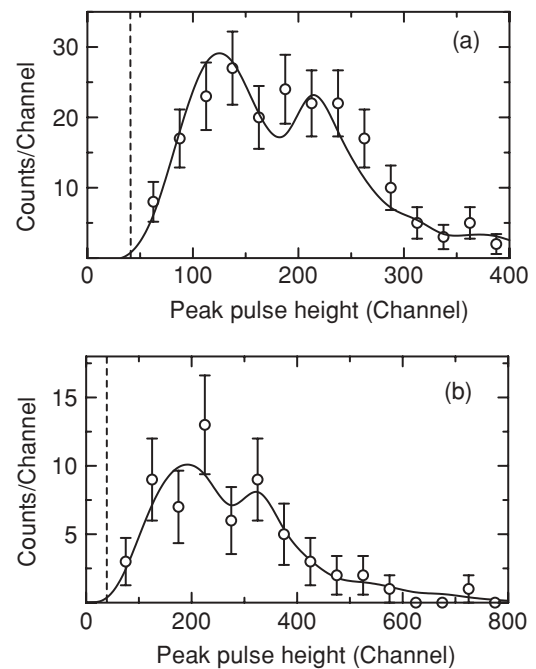 (a)
Counts/Channel
30
20
10
0 100 200 300 400
Peak pulse height (Channel)
(b)
Counts/Channel
15
10
5
0 200 400 600 800
Peak pulse height (Channel)